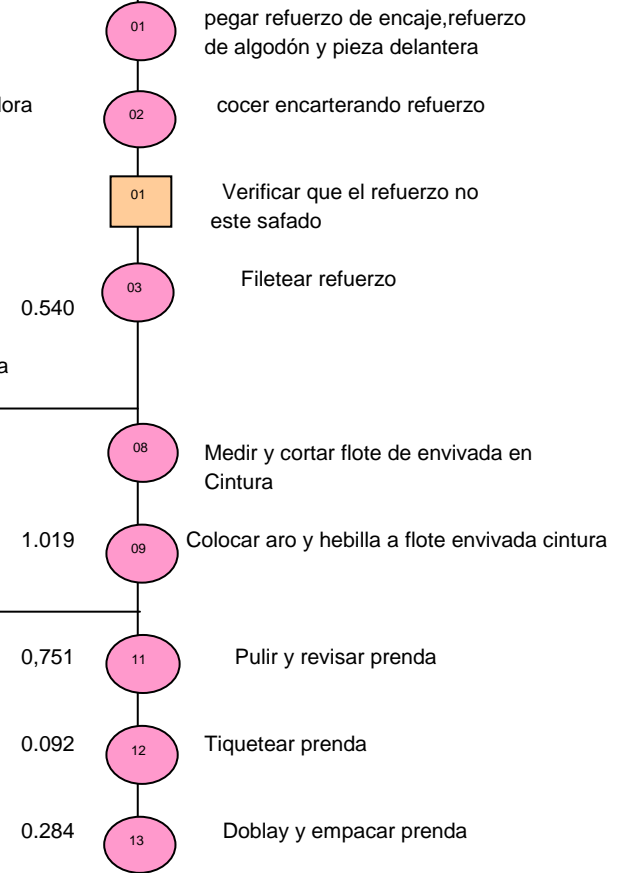 01
pegar refuerzo de encaje,refuerzo
de algodón y pieza delantera
lora
02
cocer encarterando refuerzo
01
Verificar que el refuerzo no
este safado
0.540
03
Filetear refuerzo
a
08
Medir y cortar flote de envivada en
Cintura
1.019
09
Colocar aro y hebilla a flote envivada cintura
0,751
11
Pulir y revisar prenda
0.092
12
Tiquetear prenda
0.284
13
Doblay y empacar prenda